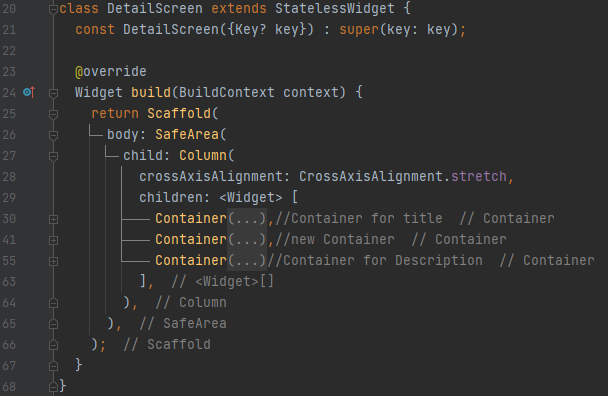 20 class DetailScreen extends StatelessWidget {
21 const DetailScreen({Key? key}) : super(key: key);
22
23 @override
24 Widget build(BuildContext context) {
25 return Scaffold(
26 body: SafeArea(
27 child: Column(
28 crossAxisAlignment: CrossAxisAlignment.stretch,
29 children: <Widget> [
30 Container(...),//Container for title // Container
41 Container(...),//new Container // Container
55 Container(...)//Container for Description // Container
63 ], // <Widget>[]
64 ), // Column
65 ), // SafeArea
66 ); // Scaffold
67 }
68 }